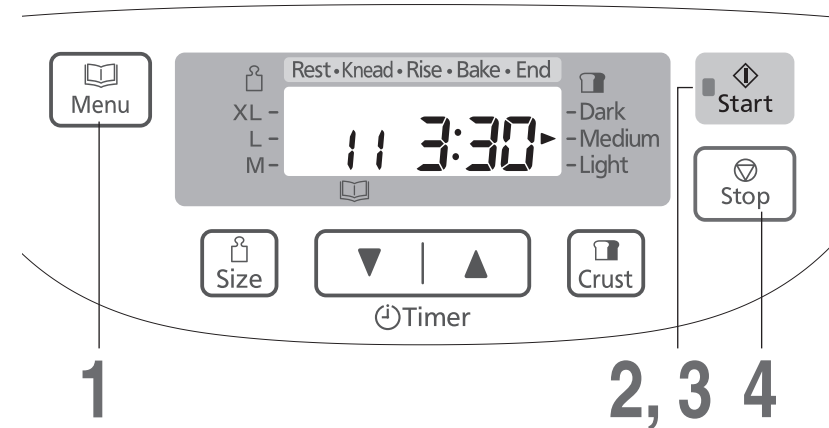 Menu
Rest • Knead • Rise • Bake • End
XL –
L –
M –
11 3:30
– Dark
– Medium
– Light
Start
Stop
Size
Timer
Crust
1
2, 3
4